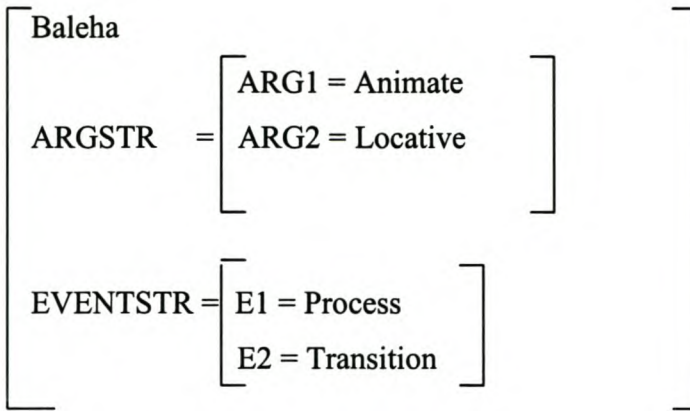 Baleha
ARG1 = Animate
ARGSTR = ARG2 = Locative
EVENTSTR = E1 = Process
E2 = Transition